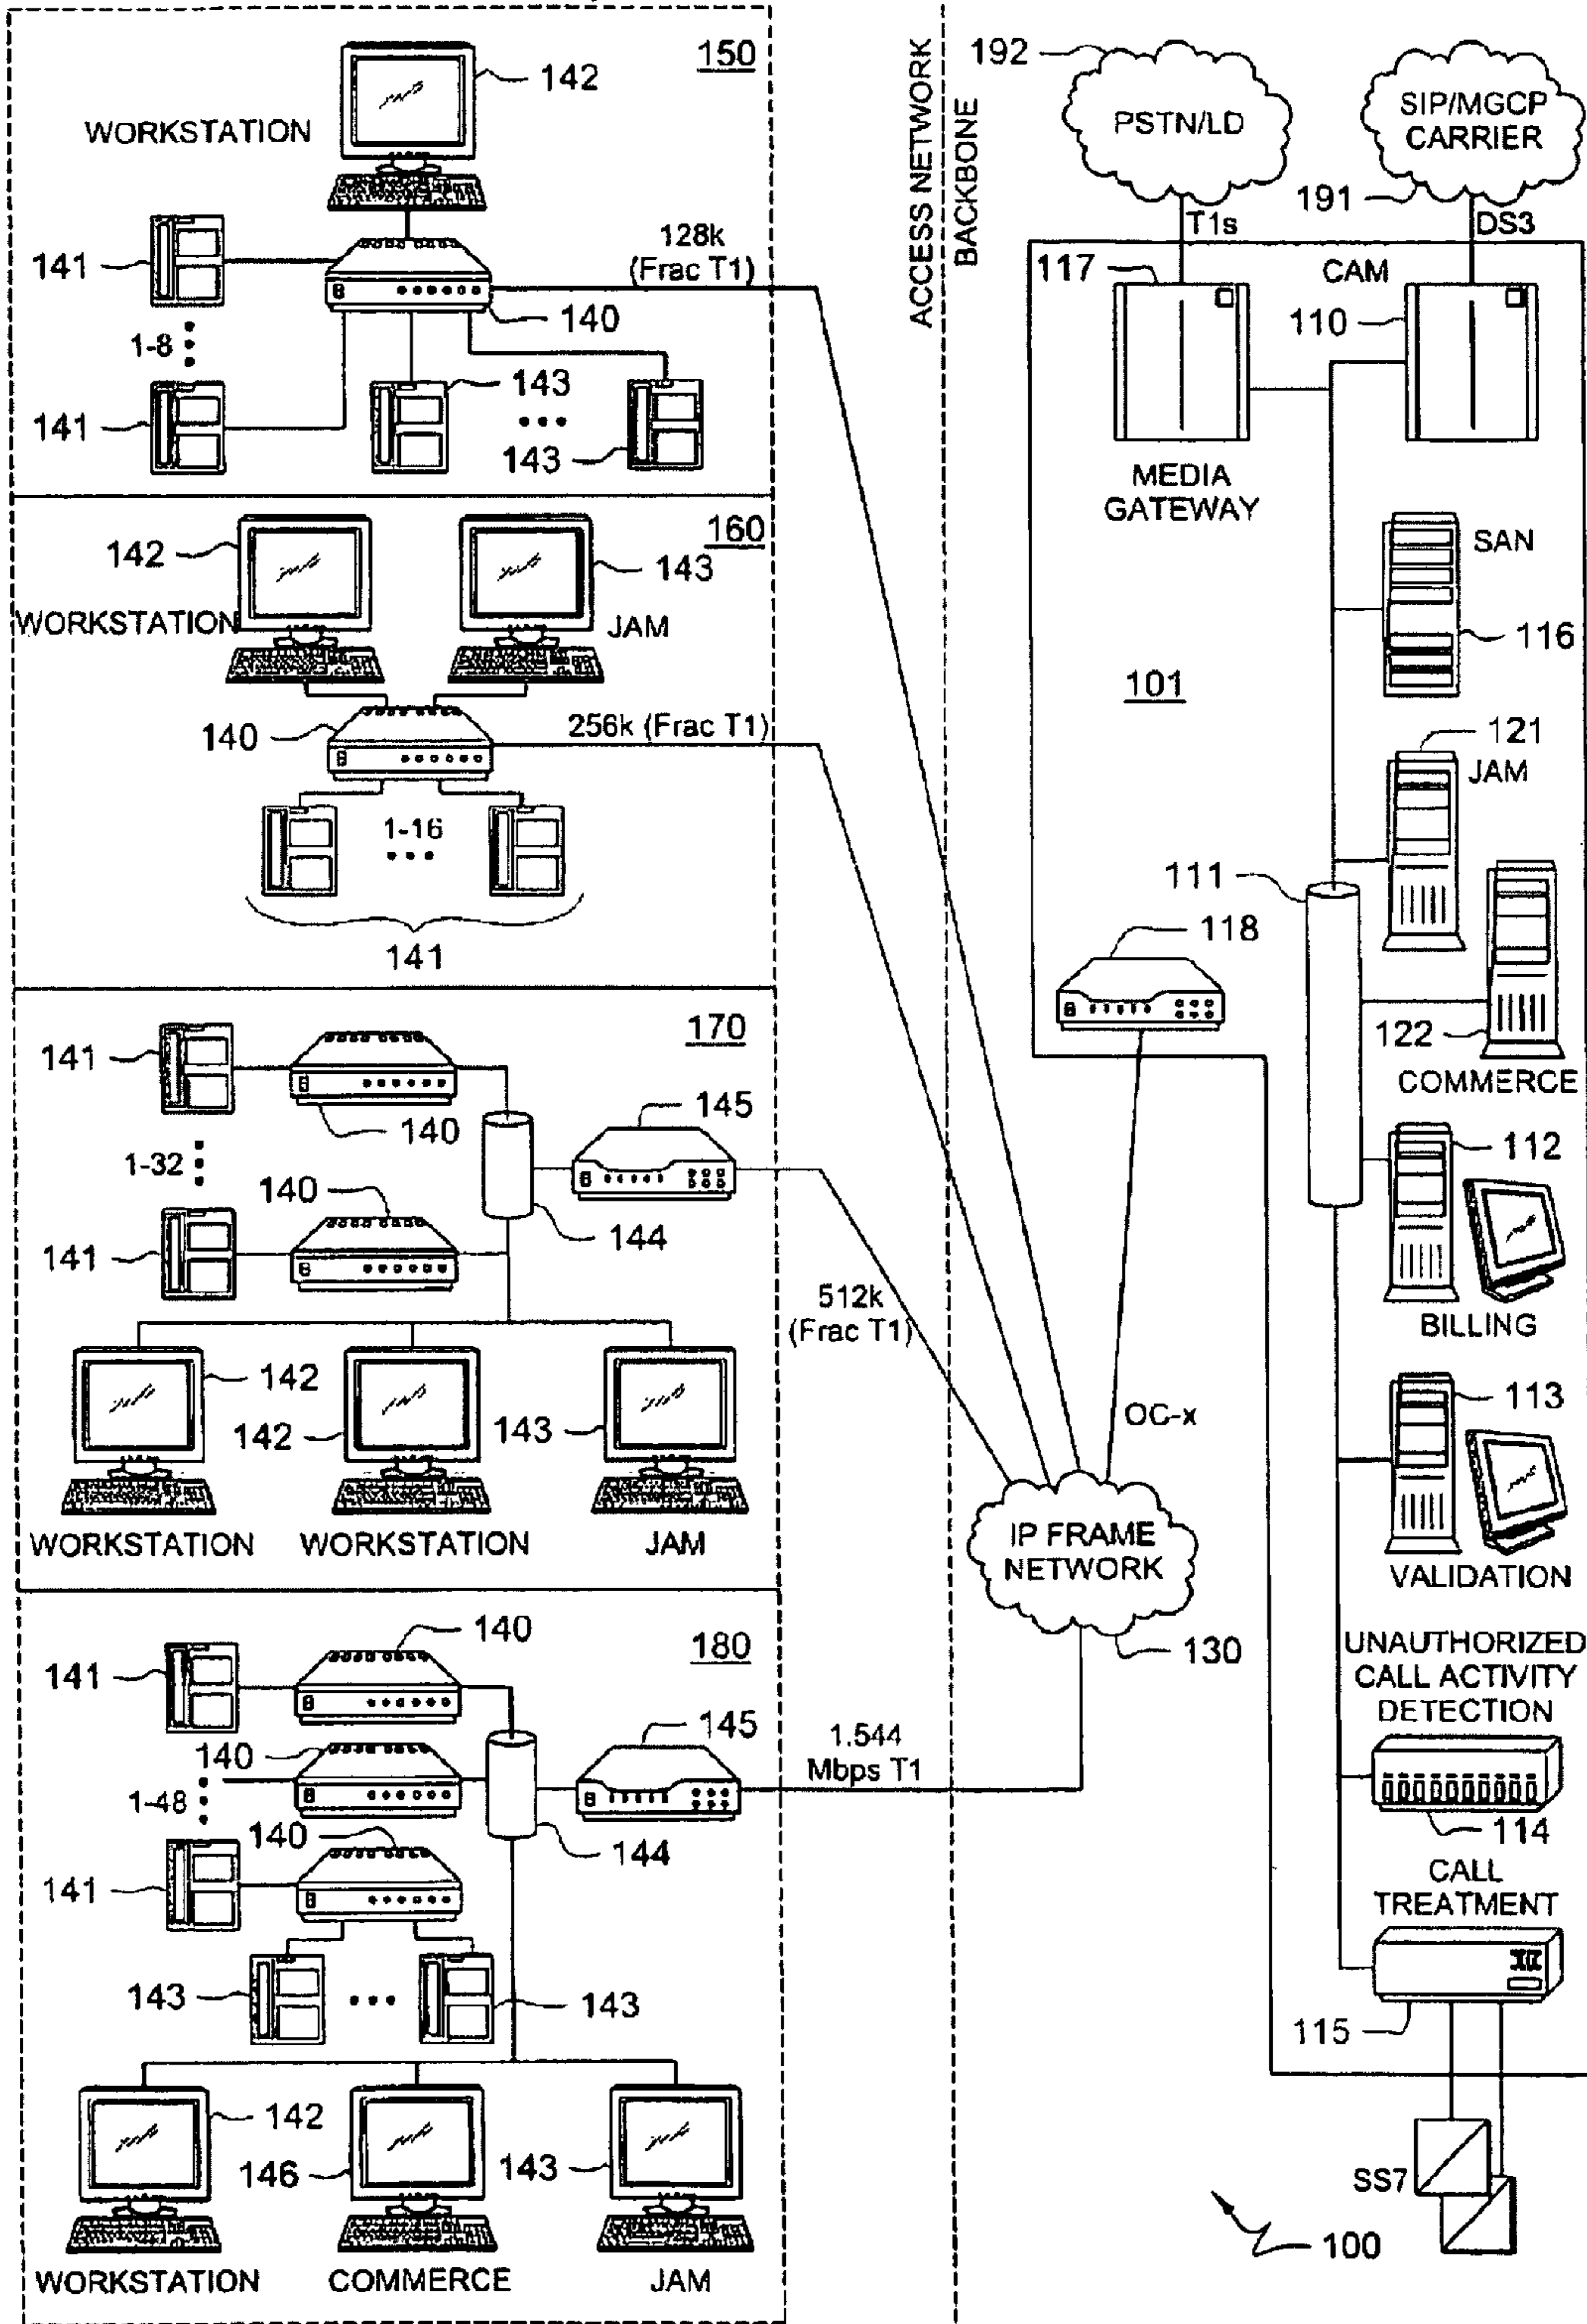 150
142
WORKSTATION
141
128k
(Frac T1)
140
1-8
141
143
143
160
142
143
WORKSTATION
JAM
140
256k (Frac T1)
1-16
141
170
141
140
145
1-32
140
144
141
512k
(Frac T1)
142
142
143
WORKSTATION
WORKSTATION
JAM
180
140
141
145
140
1.544
Mbps T1
1-48
140
144
141
143
143
142
146
143
WORKSTATION
COMMERCE
JAM
ACCESS NETWORK
BACKBONE
192
PSTN/LD
SIP/MGCP
CARRIER
191
T1s
DS3
117
CAM
110
MEDIA
GATEWAY
SAN
116
101
121
JAM
111
118
122
COMMERCE
112
BILLING
OC-x
113
IP FRAME
NETWORK
VALIDATION
130
UNAUTHORIZED
CALL ACTIVITY
DETECTION
114
CALL
TREATMENT
115
SS7
100